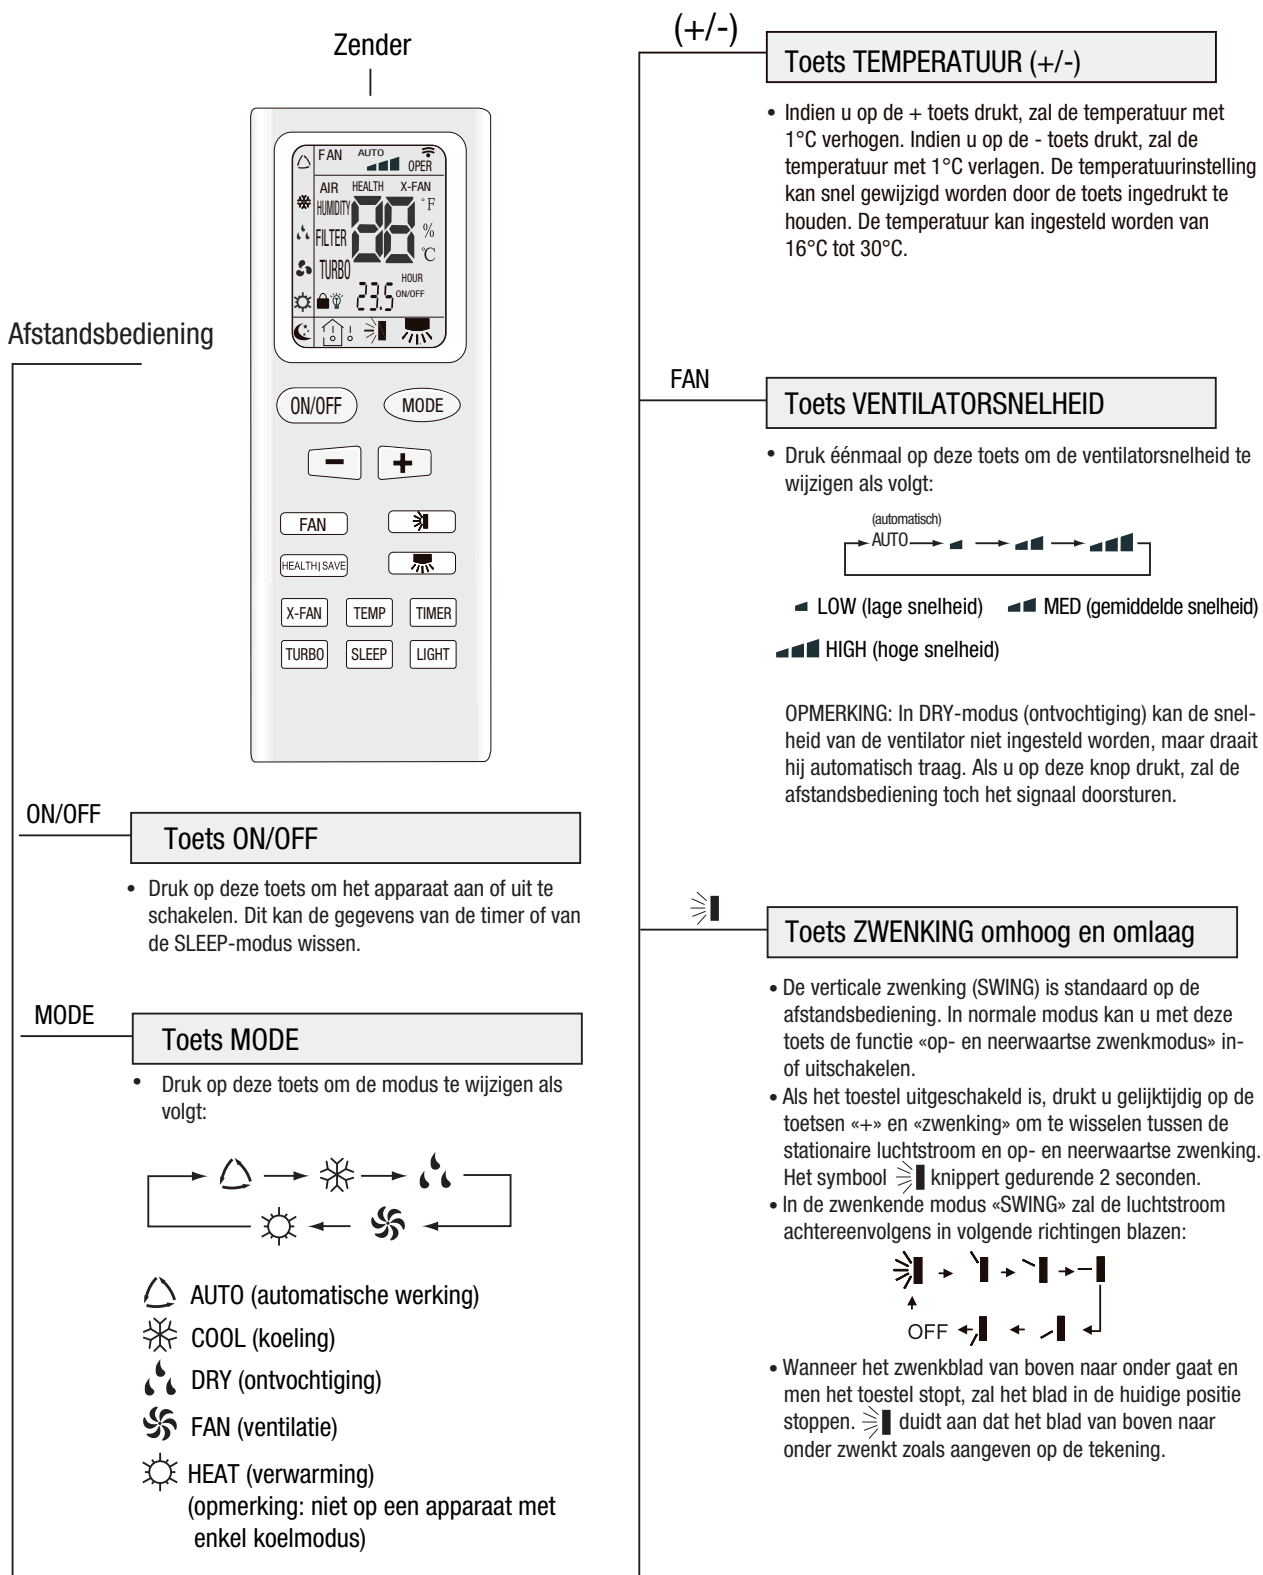 Zender
FAN AUTO OPER
AIR HEALTH X-FAN
HUMIDITY 88 °F
FILTER %
°C
TURBO
HOUR
23.5 ON/OFF
Afstandsbediening
ON/OFF MODE
- +
FAN
HEALTH | SAVE
X-FAN TEMP TIMER
TURBO SLEEP LIGHT
ON/OFF
Toets ON/OFF
• Druk op deze toets om het apparaat aan of uit te
schakelen. Dit kan de gegevens van de timer of van
de SLEEP-modus wissen.
MODE
Toets MODE
• Druk op deze toets om de modus te wijzigen als
volgt:
AUTO (automatische werking)
COOL (koeling)
DRY (ontvochtiging)
FAN (ventilatie)
HEAT (verwarming)
(opmerking: niet op een apparaat met
enkel koelmodus)
(+/-)
Toets TEMPERATUUR (+/-)
• Indien u op de + toets drukt, zal de temperatuur met
1°C verhogen. Indien u op de - toets drukt, zal de
temperatuur met 1°C verlagen. De temperatuurinstelling
kan snel gewijzigd worden door de toets ingedrukt te
houden. De temperatuur kan ingesteld worden van
16°C tot 30°C.
FAN
Toets VENTILATORSNELHEID
• Druk éénmaal op deze toets om de ventilatorsnelheid te
wijzigen als volgt:
(automatisch)
AUTO
LOW (lage snelheid) MED (gemiddelde snelheid)
HIGH (hoge snelheid)
OPMERKING: In DRY-modus (ontvochtiging) kan de snel-
heid van de ventilator niet ingesteld worden, maar draait
hij automatisch traag. Als u op deze knop drukt, zal de
afstandsbediening toch het signaal doorsturen.
Toets ZWENKING omhoog en omlaag
• De verticale zwenking (SWING) is standaard op de
afstandsbediening. In normale modus kan u met deze
toets de functie «op- en neerwaartse zwenkmodus» in-
of uitschakelen.
• Als het toestel uitgeschakeld is, drukt u gelijktijdig op de
toetsen «+» en «zwenking» om te wisselen tussen de
stationaire luchtstroom en op- en neerwaartse zwenking.
Het symbool knippert gedurende 2 seconden.
• In de zwenkende modus «SWING» zal de luchtstroom
achtereenvolgens in volgende richtingen blazen:
OFF
• Wanneer het zwenkblad van boven naar onder gaat en
men het toestel stopt, zal het blad in de huidige positie
stoppen. duidt aan dat het blad van boven naar
onder zwenkt zoals aangeven op de tekening.